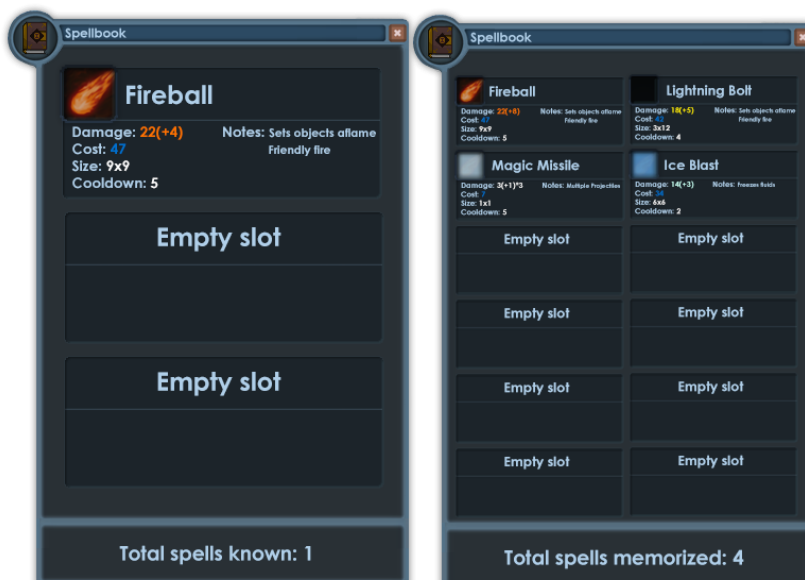 Spellbook
Fireball
Damage: 22(+4) Notes: Sets objects aflame
Cost: 47 Friendly fire
Size: 9x9
Cooldown: 5
Empty slot
Empty slot
Total spells known: 1
Spellbook
Fireball Lightning Bolt
Damage: 22(+8) Notes: Sets objects aflame Damage: 18(+5) Notes: Sets objects aflame
Cost: 47 Friendly fire Cost: 42 Friendly fire
Size: 9x9 Size: 3x12
Cooldown: 5 Cooldown: 4
Magic Missile Ice Blast
Damage: 3(+1)*3 Notes: Multiple Projectiles Damage: 14(+3) Notes: Freezes fluids
Cost: 7 Cost: 34
Size: 1x1 Size: 6x6
Cooldown: 5 Cooldown: 2
Empty slot Empty slot
Empty slot Empty slot
Empty slot Empty slot
Empty slot Empty slot
Total spells memorized: 4